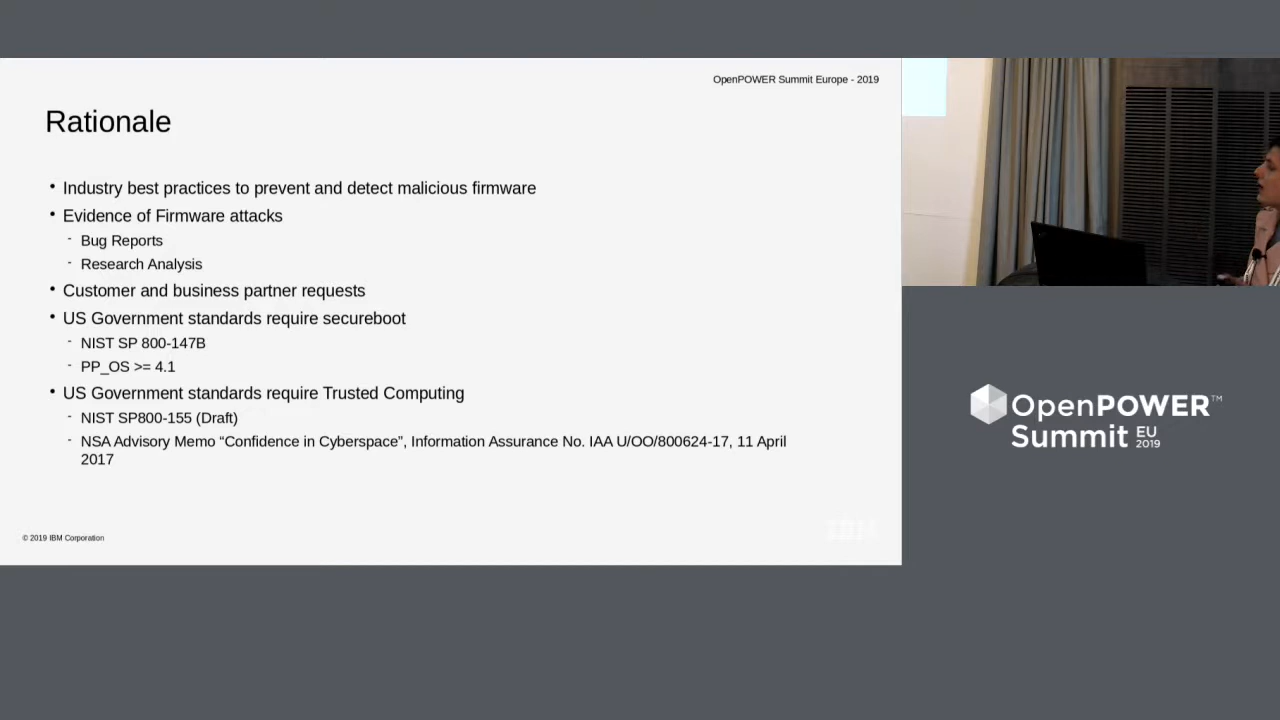 OpenPOWER Summit Europe - 2019
Rationale
• Industry best practices to prevent and detect malicious firmware
• Evidence of Firmware attacks
- Bug Reports
- Research Analysis
• Customer and business partner requests
• US Government standards require secureboot
- NIST SP 800-147B
- PP_OS >= 4.1
• US Government standards require Trusted Computing
- NIST SP800-155 (Draft)
- NSA Advisory Memo “Confidence in Cyberspace”, Information Assurance No. IAA U/OO/800624-17, 11 April
2017
© 2019 IBM Corporation
IBM
OpenPOWER™
Summit EU
2019